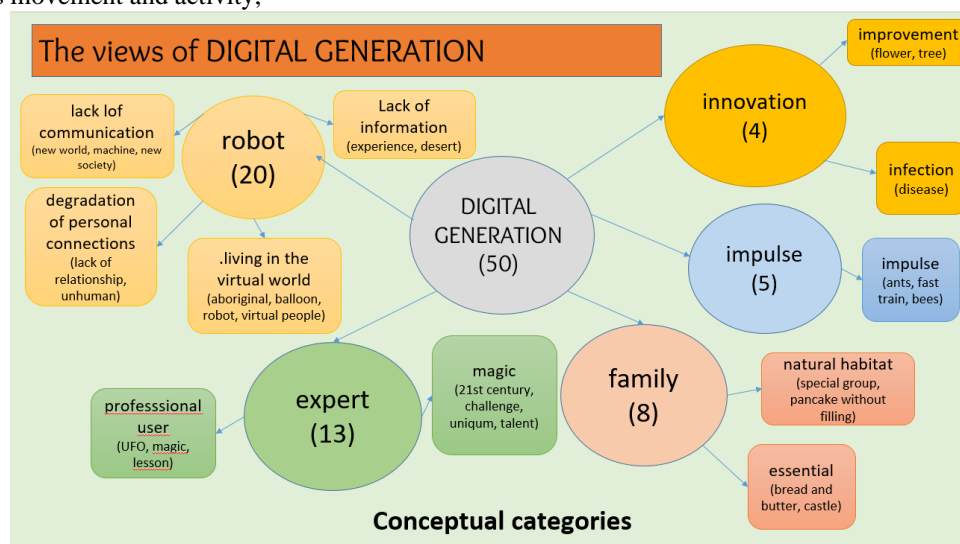 s movement and activity,
The views of DIGITAL GENERATION
improvement
(flower, tree)
innovation
(4)
infection
(disease)
lack lof
communication
(new world, machine, new
society)
robot
(20)
Lack of
information
(experience, desert)
degradation
of personal
connections
(lack of
relationship,
unhuman)
.living in the
virtual world
(aboriginal, balloon,
robot, virtual people)
DIGITAL
GENERATION
(50)
impulse
(5)
impulse
(ants, fast
train, bees)
professsional
user
(UFO, magic,
lesson)
expert
(13)
magic
(21st century,
challenge,
uniqum, talent)
family
(8)
natural habitat
(special group,
pancake without
filling)
essential
(bread and
butter, castle)
Conceptual categories